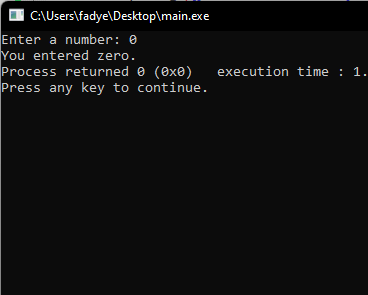 C:\Users\fadye\Desktop\main.exe
Enter a number: 0
You entered zero.
Process returned 0 (0x0)   execution time : 1.
Press any key to continue.